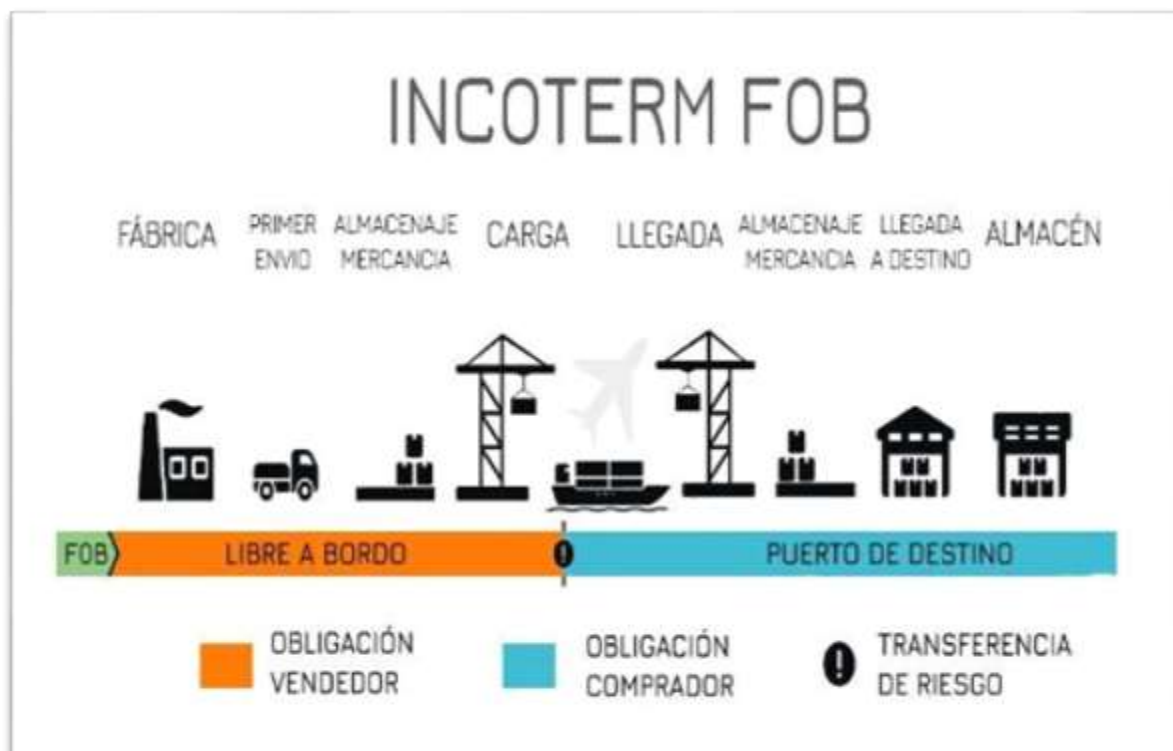 INCOTERM FOB
FÁBRICA
PRIMER
ENVIO
ALMACENAJE
MERCANCIA
CARGA
LLEGADA
ALMACENAJE
MERCANCIA
LLEGADA
A DESTINO
ALMACÉN
FOB
LIBRE A BORDO
PUERTO DE DESTINO
OBLIGACIÓN
VENDEDOR
OBLIGACIÓN
COMPRADOR
TRANSFERENCIA
DE RIESGO